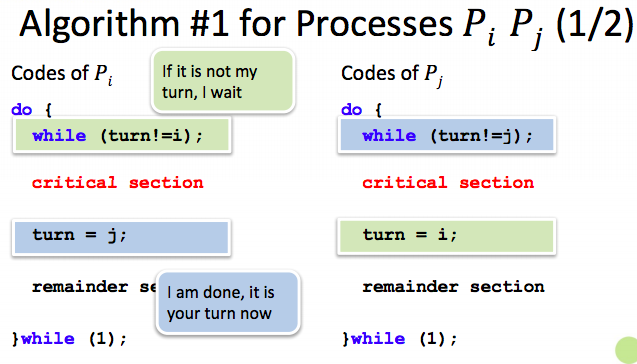 Algorithm #1 for Processes P_i P_j (1/2)
Codes of P_i
If it is not my
turn, I wait
do {
while (turn!=i);
critical section
turn = j;
remainder se
I am done, it is
your turn now
}while (1);
Codes of P_j
do {
while (turn!=j);
critical section
turn = i;
remainder section
}while (1);